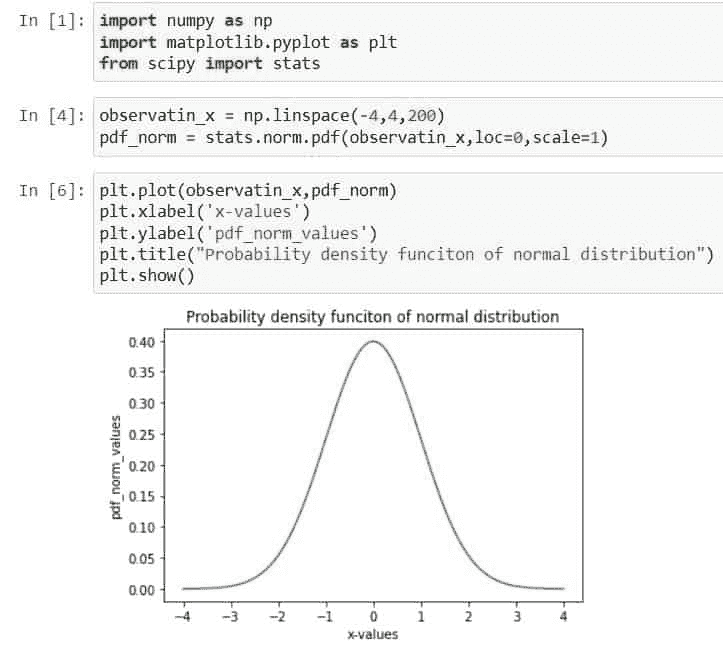 In [1]: import numpy as np
import matplotlib.pyplot as plt
from scipy import stats
In [4]: observatin_x = np.linspace(-4,4,200)
pdf_norm = stats.norm.pdf(observatin_x,loc=0,scale=1)
In [6]: plt.plot(observatin_x,pdf_norm)
plt.xlabel('x-values')
plt.ylabel('pdf_norm_values')
plt.title("Probability density funciton of normal distribution")
plt.show()
Probability density funciton of normal distribution
pdf_norm_values
0.40
0.35
0.30
0.25
0.20
0.15
0.10
0.05
0.00
−4 −3 −2 −1 0 1 2 3 4
x-values